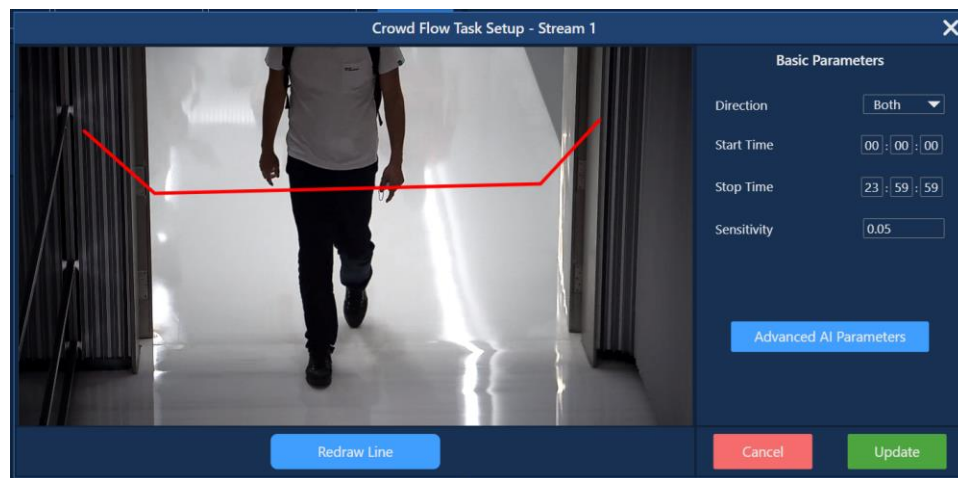 Crowd Flow Task Setup - Stream 1
Basic Parameters
Direction Both
Start Time 00 : 00 : 00
Stop Time 23 : 59 : 59
Sensitivity 0.05
Advanced AI Parameters
Redraw Line
Cancel Update